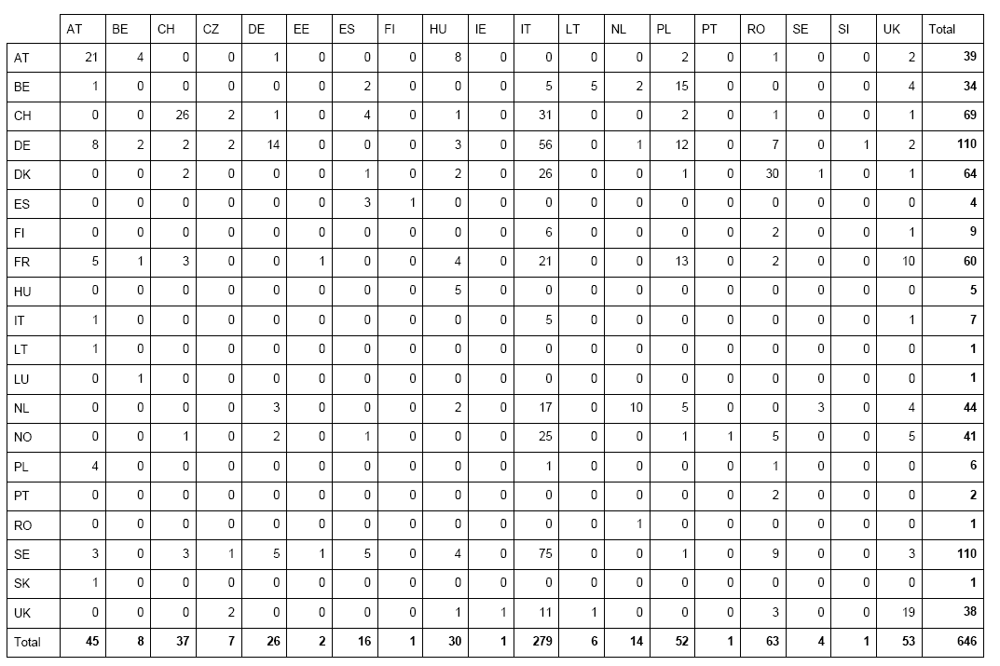 AT BE CH CZ DE EE ES FI HU IE IT LT NL PL PT RO SE SI UK Total
AT 21 4 0 0 1 0 0 0 8 0 0 0 0 2 0 1 0 0 2 39
BE 1 0 0 0 0 0 2 0 0 0 5 5 2 15 0 0 0 0 4 34
CH 0 0 26 2 1 0 4 0 1 0 31 0 0 2 0 1 0 0 1 69
DE 8 2 2 2 14 0 0 0 3 0 56 0 1 12 0 7 0 1 2 110
DK 0 0 2 0 0 0 1 0 2 0 26 0 0 1 0 30 1 0 1 64
ES 0 0 0 0 0 0 3 1 0 0 0 0 0 0 0 0 0 0 0 4
FI 0 0 0 0 0 0 0 0 0 0 6 0 0 0 0 2 0 0 1 9
FR 5 1 3 0 0 1 0 0 4 0 21 0 0 13 0 2 0 0 10 60
HU 0 0 0 0 0 0 0 0 5 0 0 0 0 0 0 0 0 0 0 5
IT 1 0 0 0 0 0 0 0 0 0 5 0 0 0 0 0 0 0 1 7
LT 1 0 0 0 0 0 0 0 0 0 0 0 0 0 0 0 0 0 0 1
LU 0 1 0 0 0 0 0 0 0 0 0 0 0 0 0 0 0 0 0 1
NL 0 0 0 0 3 0 0 0 2 0 17 0 10 5 0 0 3 0 4 44
NO 0 0 1 0 2 0 1 0 0 0 25 0 0 1 1 5 0 0 5 41
PL 4 0 0 0 0 0 0 0 0 0 1 0 0 0 0 1 0 0 0 6
PT 0 0 0 0 0 0 0 0 0 0 0 0 0 0 0 2 0 0 0 2
RO 0 0 0 0 0 0 0 0 0 0 0 0 1 0 0 0 0 0 0 1
SE 3 0 3 1 5 1 5 0 4 0 75 0 0 1 0 9 0 0 3 110
SK 1 0 0 0 0 0 0 0 0 0 0 0 0 0 0 0 0 0 0 1
UK 0 0 0 2 0 0 0 0 1 1 11 1 0 0 0 3 0 0 19 38
Total 45 8 37 7 26 2 16 1 30 1 279 6 14 52 1 63 4 1 53 646